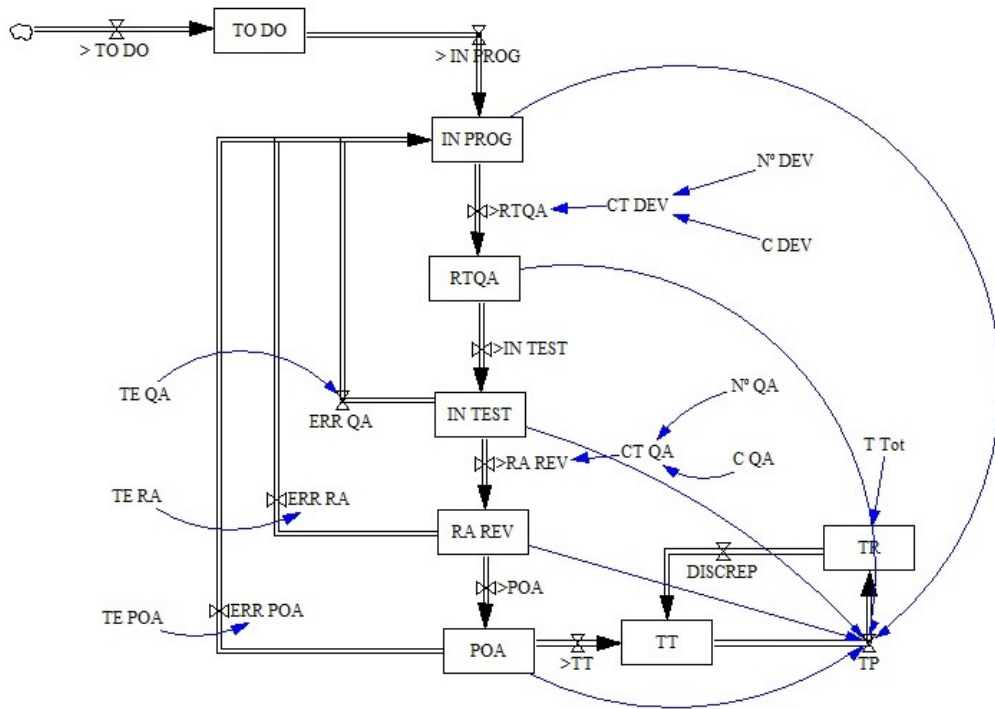 TO DO
> TO DO
> IN PROG
IN PROG
Nº DEV
>RTQA
CT DEV
C DEV
RTQA
>IN TEST
TE QA
ERR QA
IN TEST
Nº QA
>RA REV
CT QA
C QA
T Tot
TE RA
ERR RA
RA REV
TR
DISCREP
>POA
TE POA
ERR POA
POA
>TT
TT
TP